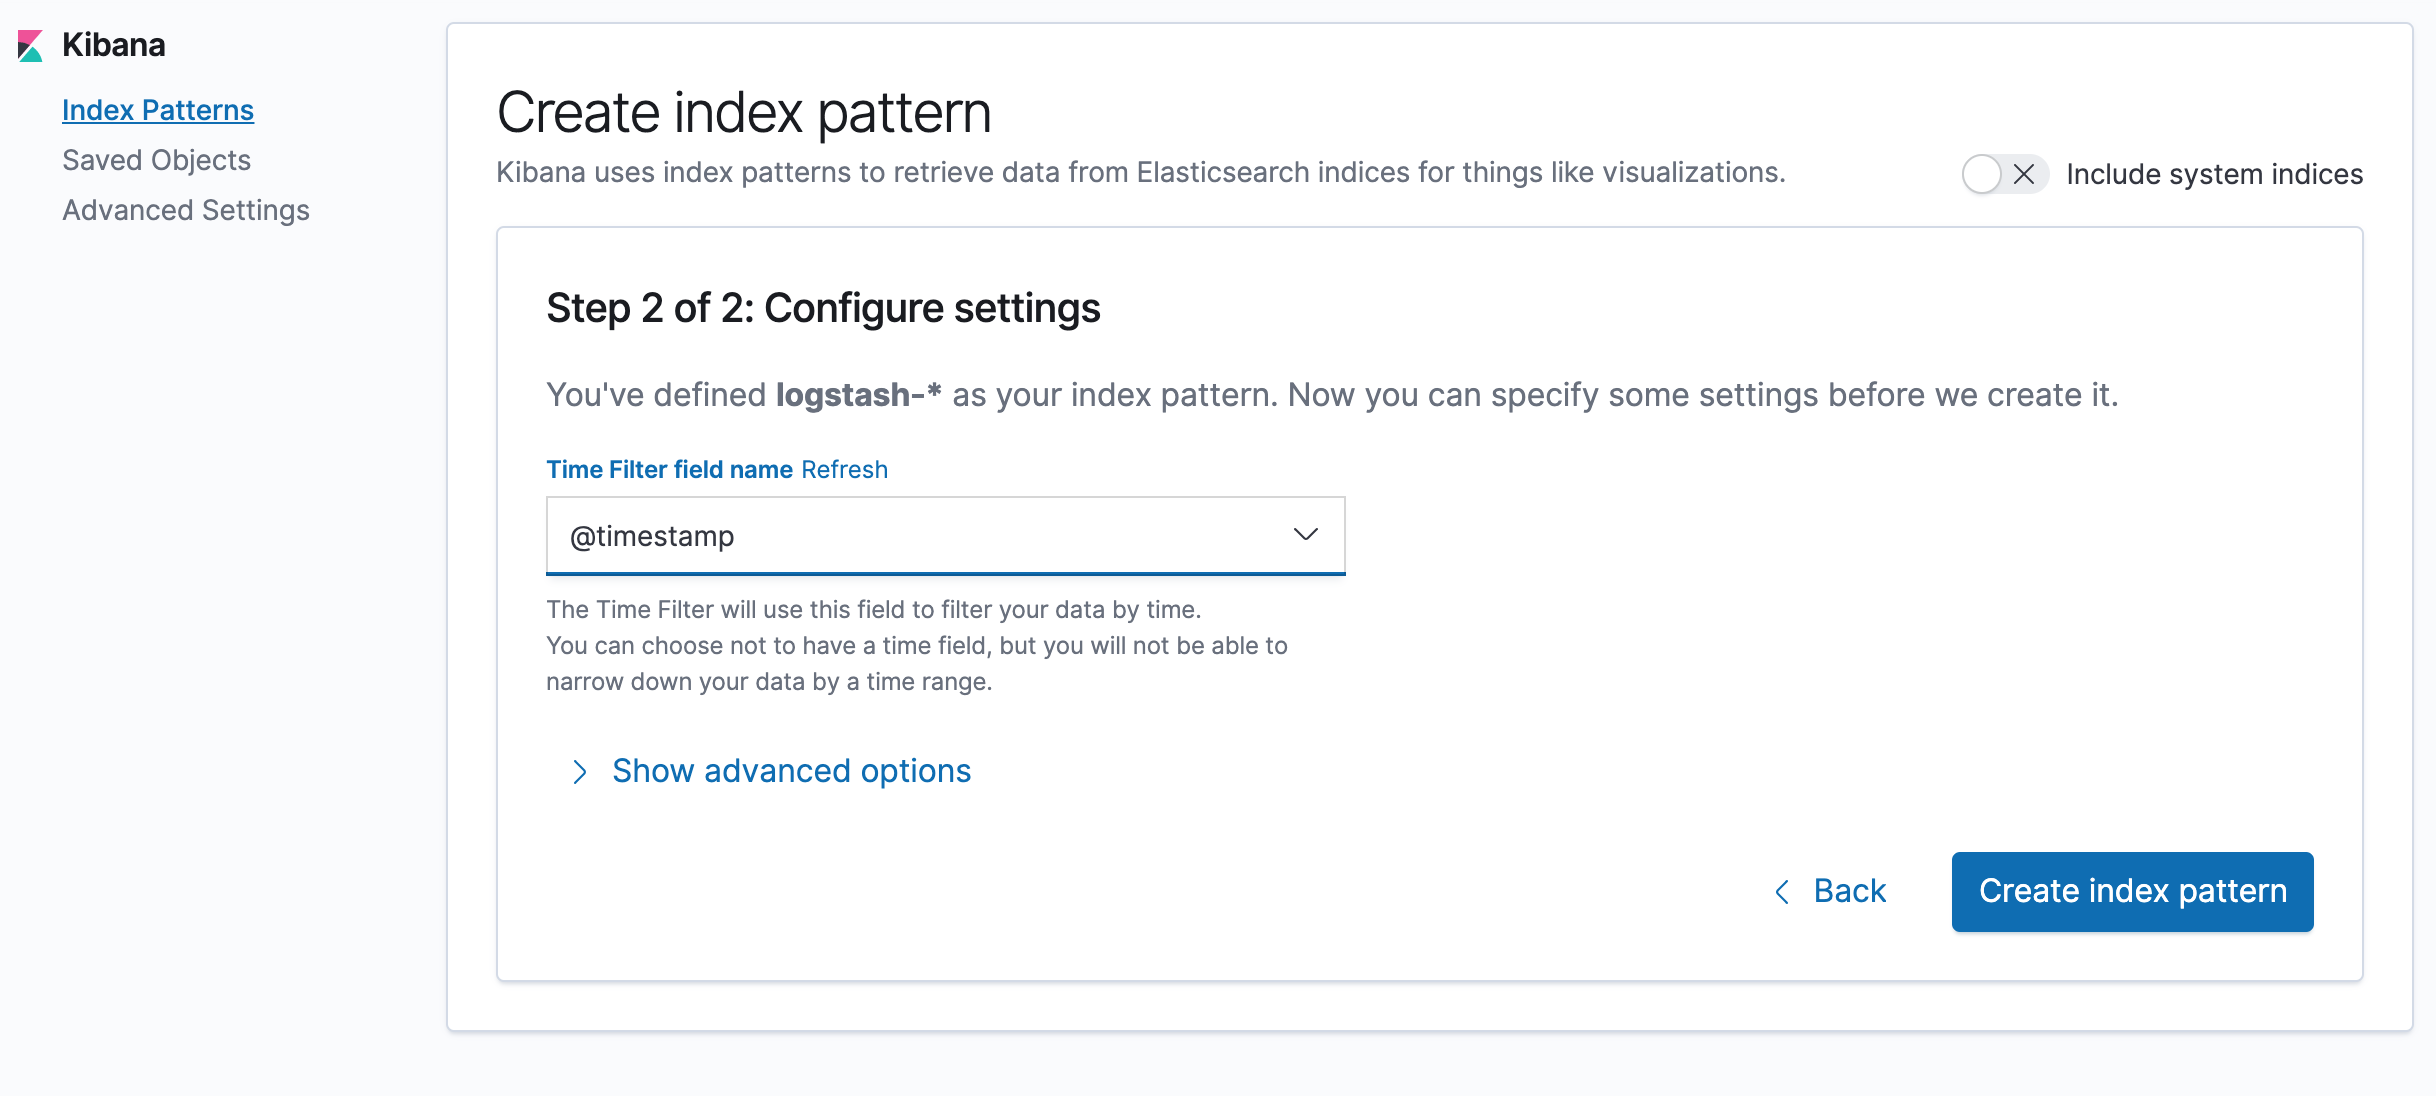 Kibana
Index Patterns
Saved Objects
Advanced Settings
Create index pattern
Kibana uses index patterns to retrieve data from Elasticsearch indices for things like visualizations.
Include system indices
Step 2 of 2: Configure settings
You've defined logstash-* as your index pattern. Now you can specify some settings before we create it.
Time Filter field name Refresh
@timestamp
The Time Filter will use this field to filter your data by time.
You can choose not to have a time field, but you will not be able to
narrow down your data by a time range.
Show advanced options
Back
Create index pattern